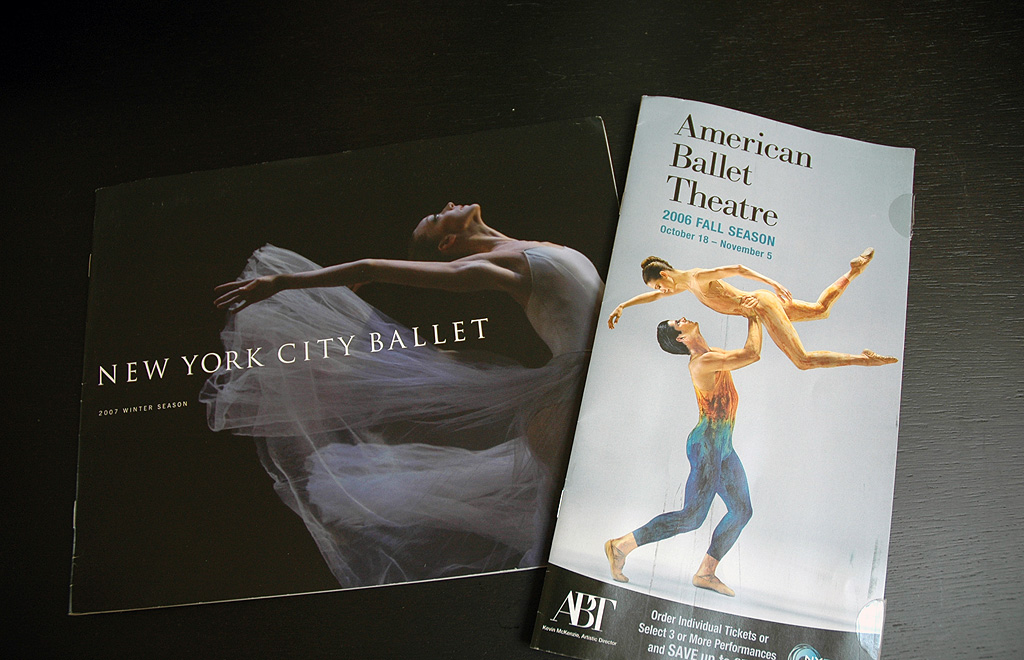 NEW YORK CITY BALLET
2007 WINTER SEASON
American
Ballet
Theatre
2006 FALL SEASON
October 18 – November 5
ABT
Kevin McKenzie, Artistic Director
Order Individual Tickets or
Select 3 or More Performances
and SAVE up to